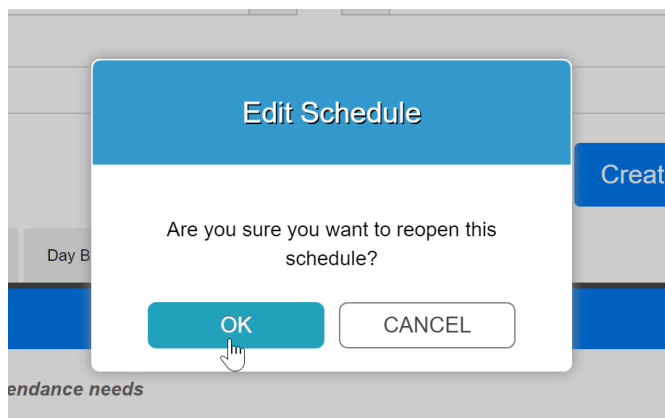 Edit Schedule
Creat
Are you sure you want to reopen this
schedule?
Day B
OK CANCEL
endance needs